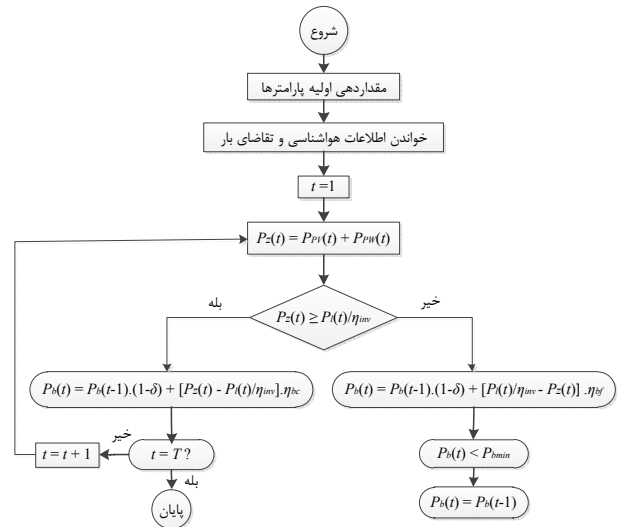 شروع
مقداردهی اولیه پارامترها
خواندن اطلاعات هواشناسی و تقاضای بار
t =1
Pz(t) = PPV(t) + PPW(t)
بله
خیر
Pz(t) ≥ Pl(t)/ηinv
Pb(t) = Pb(t-1).(1-δ) + [Pz(t) - Pl(t)/ηinv].ηbc
Pb(t) = Pb(t-1).(1-δ) + [Pl(t)/ηinv - Pz(t)] .ηbf
t = t + 1
خیر
t = T ?
Pb(t) < Pbmin
بله
پایان
Pb(t) = Pb(t-1)